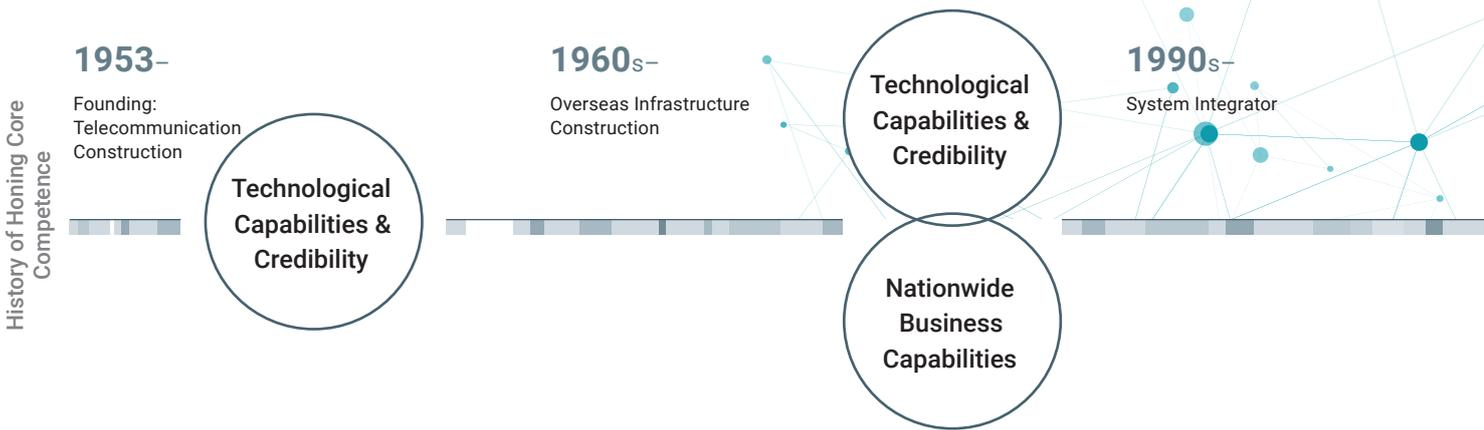 History of Honing Core
Competence
1953–
Founding:
Telecommunication
Construction
Technological
Capabilities &
Credibility
1960s–
Overseas Infrastructure
Construction
Technological
Capabilities &
Credibility
Nationwide
Business
Capabilities
1990s–
System Integrator